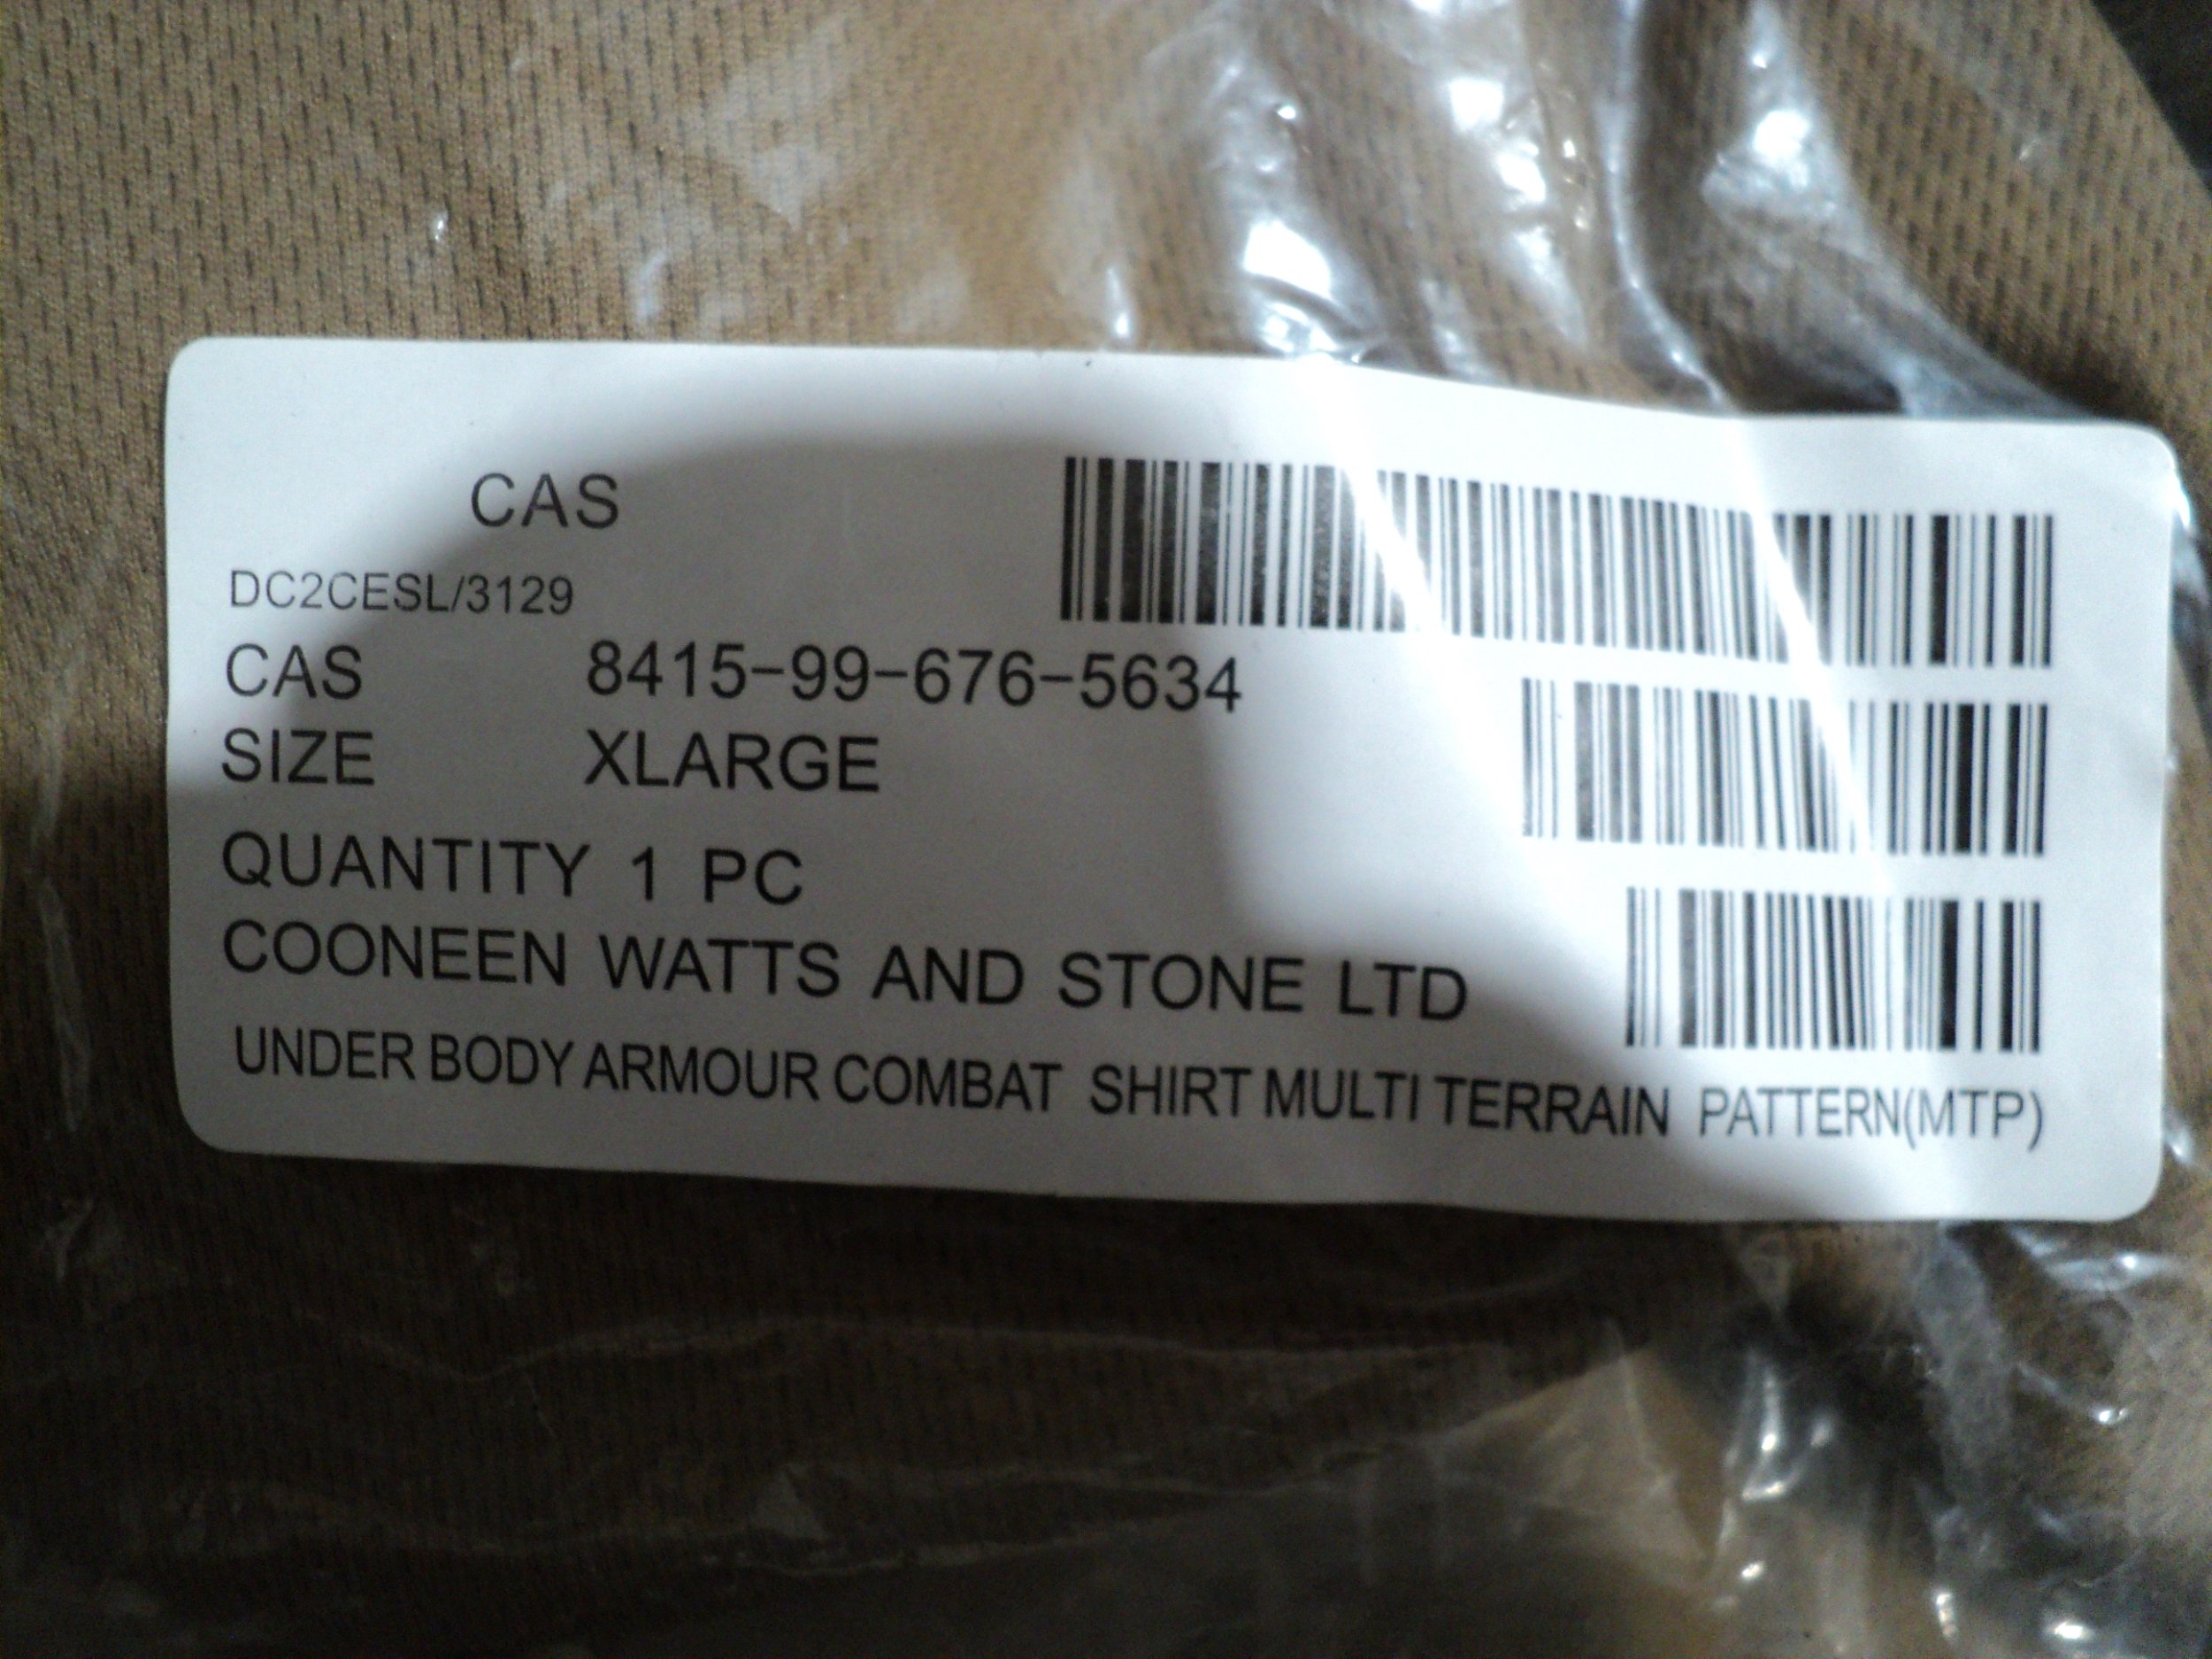 CAS
DC2CESL/3129
CAS 8415-99-676-5634
SIZE XLARGE
QUANTITY 1 PC
COONEEN WATTS AND STONE LTD
UNDER BODY ARMOUR COMBAT SHIRT MULTI TERRAIN PATTERN(MTP)